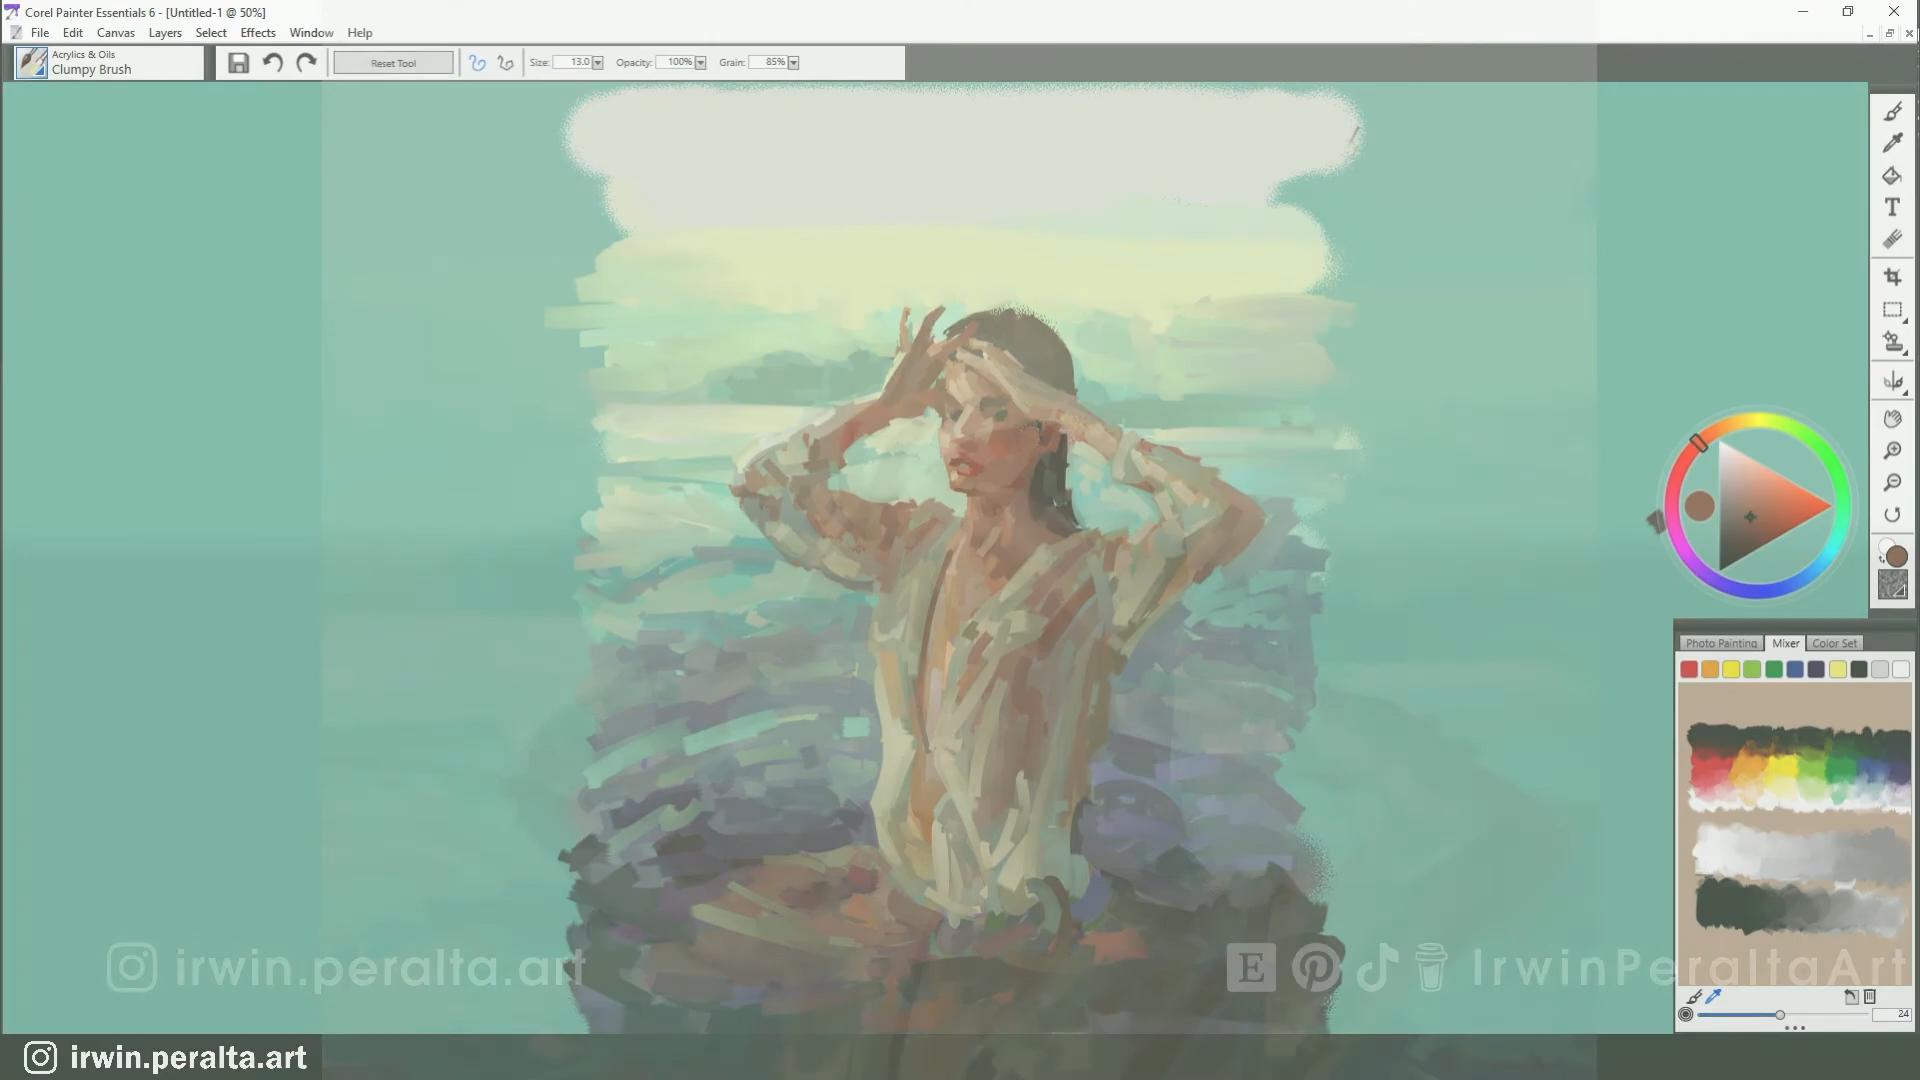 Corel Painter Essentials 6 - [Untitled-1 @ 50%]
File Edit Canvas Layers Select Effects Window Help
Acrylics & Oils
Clumpy Brush
Reset Tool
Size: 13.0
Opacity: 100%
Grain: 85%
Photo Painting Mixer Color Set
irwin.peralta.art
IrwinPeraltaArt
24
irwin.peralta.art